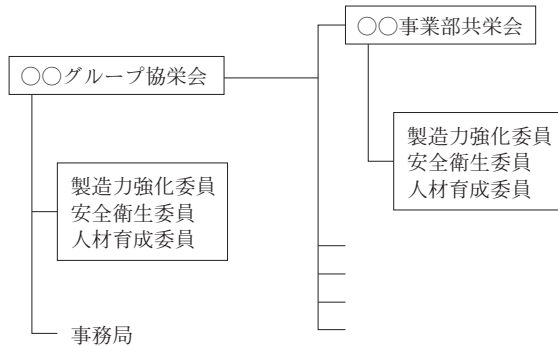 ○○事業部共栄会
○○グループ協栄会
製造力強化委員
安全衛生委員
人材育成委員
製造力強化委員
安全衛生委員
人材育成委員
事務局